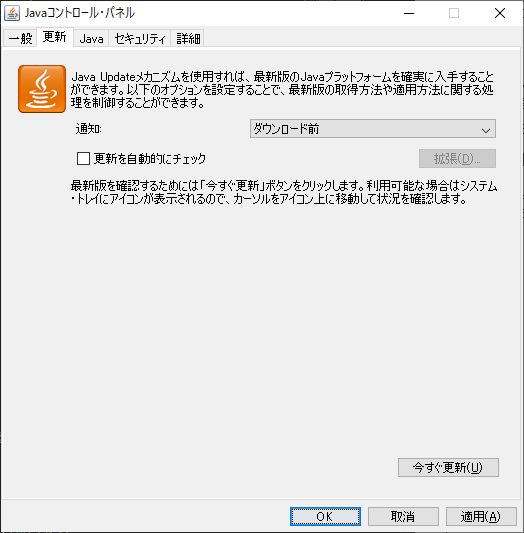 Javaコントロール・パネル
一般 更新 Java セキュリティ 詳細
Java Updateメカニズムを使用すれば、最新版のJavaプラットフォームを確実に入手すること
ができます。以下のオプションを設定することで、最新版の取得方法や適用方法に関する処
理を制御することができます。
通知: ダウンロード前
更新を自動的にチェック 拡張(D)...
最新版を確認するためには「今すぐ更新」ボタンをクリックします。利用可能な場合はシステム
・トレイにアイコンが表示されるので、カーソルをアイコン上に移動して状況を確認します。
今すぐ更新(U)
OK 取消 適用(A)